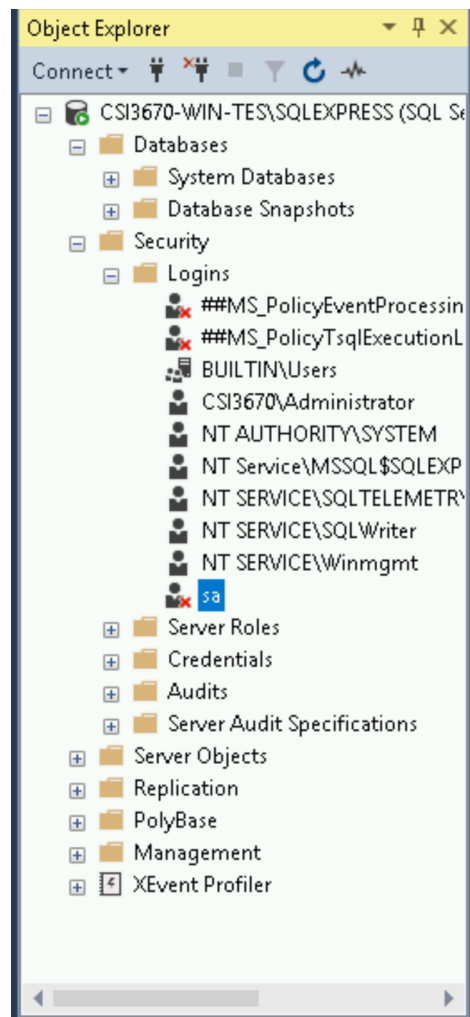 Object Explorer
Connect
CSI3670-WIN-TES\SQLEXPRESS (SQL Se
Databases
System Databases
Database Snapshots
Security
Logins
##MS_PolicyEventProcessin
##MS_PolicyTsqlExecutionL
BUILTIN\Users
CSI3670\Administrator
NT AUTHORITY\SYSTEM
NT Service\MSSQL$SQLEXP
NT SERVICE\SQLTELEMETRY
NT SERVICE\SQLWriter
NT SERVICE\Winmgmt
sa
Server Roles
Credentials
Audits
Server Audit Specifications
Server Objects
Replication
PolyBase
Management
XEvent Profiler